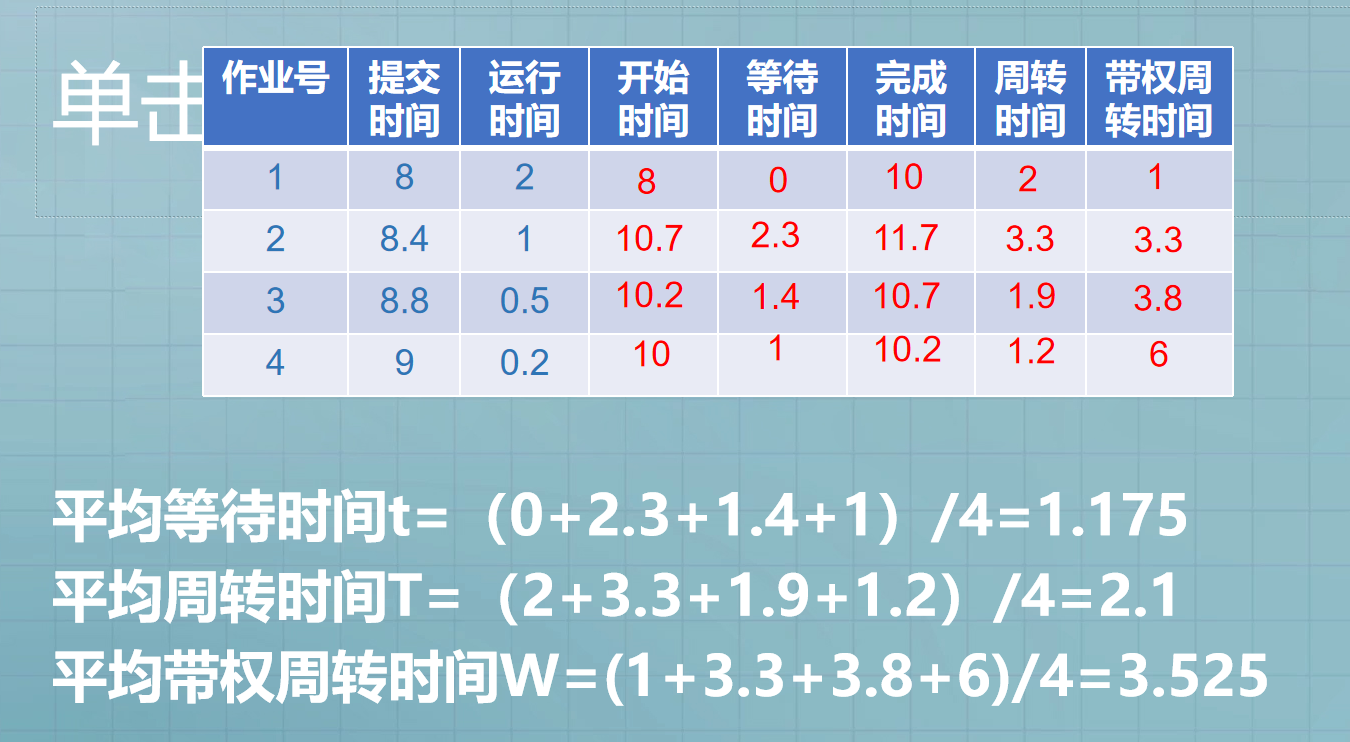 单击
作业号 提交时间 运行时间 开始时间 等待时间 完成时间 周转时间 带权周转时间
1 8 2 8 0 10 2 1
2 8.4 1 10.7 2.3 11.7 3.3 3.3
3 8.8 0.5 10.2 1.4 10.7 1.9 3.8
4 9 0.2 10 1 10.2 1.2 6
平均等待时间t=（0+2.3+1.4+1）/4=1.175
平均周转时间T=（2+3.3+1.9+1.2）/4=2.1
平均带权周转时间W=(1+3.3+3.8+6)/4=3.525